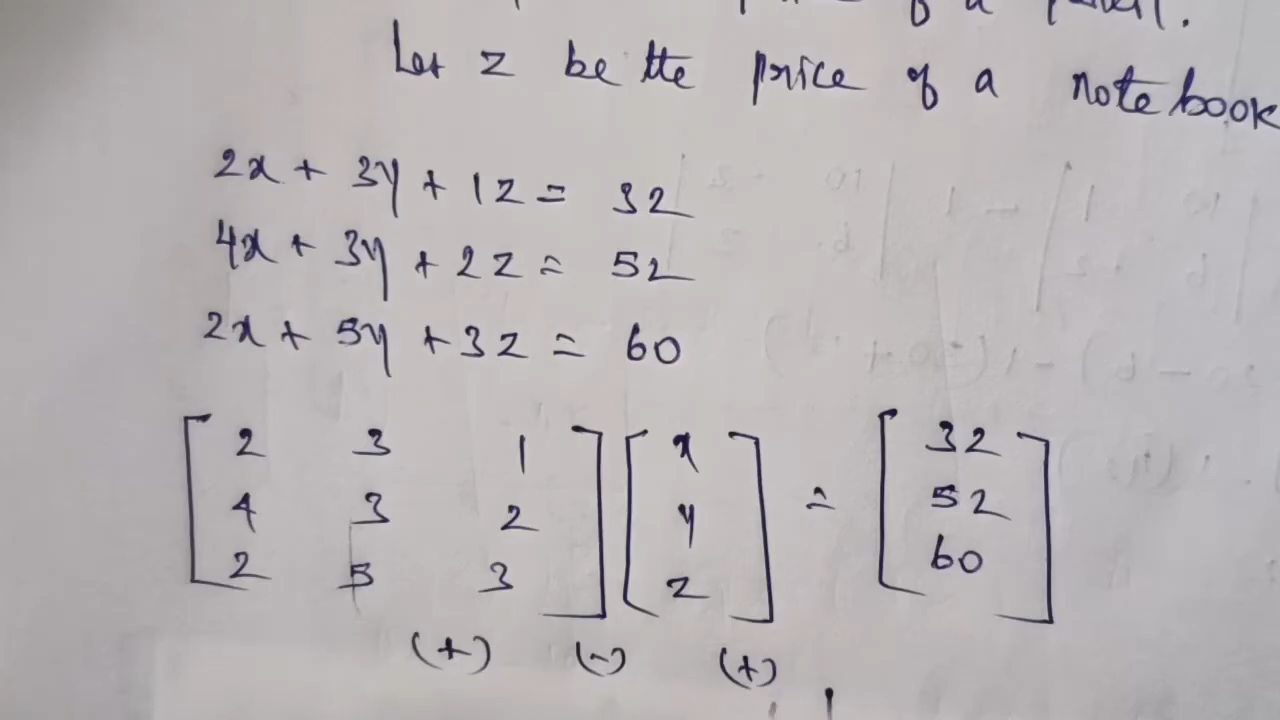 of a
Let z be the price of a notebook
2x + 3y + 1z = 32
4x + 3y + 2z = 52
2x + 5y + 3z = 60
[2 3 1] [x] = [32]
[4 3 2] [y] [52]
[2 5 3] [z] [60]
(+) (-) (+)